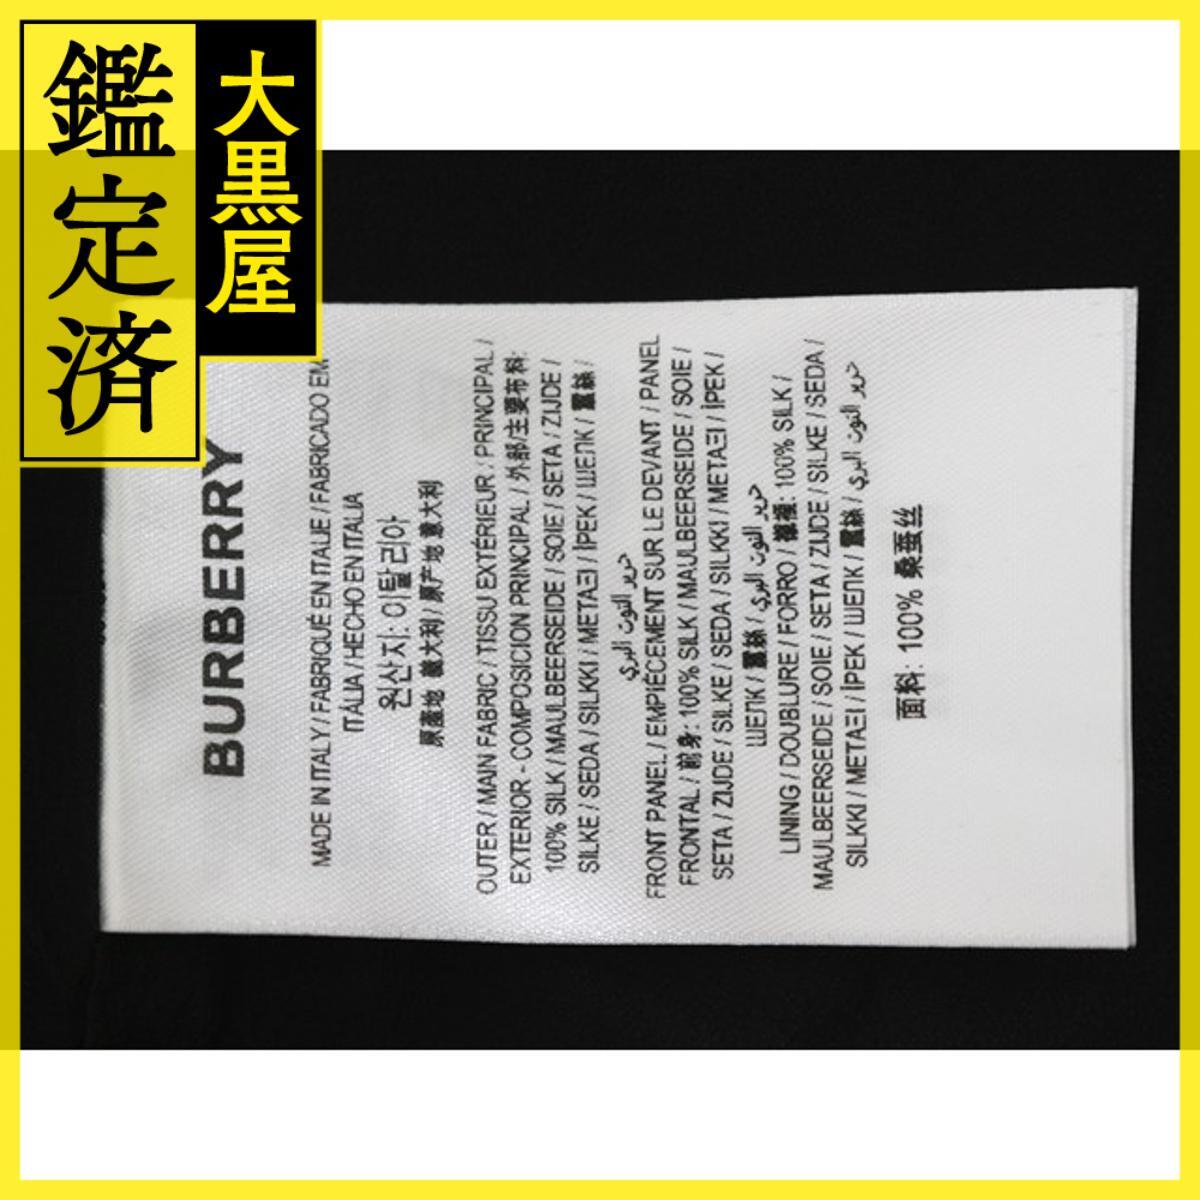 鑑定済
大黒屋
BURBERRY
MADE IN ITALY / FABRIQUÉ EN ITALIE / FABRICADO EM
ITÁLIA / HECHO EN ITALIA
원산지: 이탈리아
原產地 義大利 / 原产地 意大利
OUTER / MAIN FABRIC / TISSU EXTÉRIEUR / PRINCIPAL /
EXTERIOR - COMPOSICION PRINCIPAL / 外部/主要布料:
100% SILK / MAULBEERSEIDE / SOIE / SETA / ZIJDE /
SILKE / SEDA / SILKKI / ΜΕΤΑΞΙ / İPEK / ШЕЛК / 蠶絲 /
حرير التوت البري
FRONT PANEL / EMPIÈCEMENT SUR LE DEVANT / PANEL
FRONTAL / 前身: 100% SILK / MAULBEERSEIDE / SOIE /
SETA / ZIJDE / SILKE / SEDA / SILKKI / ΜΕΤΑΞΙ / İPEK /
ШЕЛК / 蠶絲 / حرير التوت البري
LINING / DOUBLURE / FORRO / 襯裡: 100% SILK /
MAULBEERSEIDE / SOIE / SETA / ZIJDE / SILKE / SEDA /
SILKKI / ΜΕΤΑΞΙ / İPEK / ШЕЛК / 蠶絲 / حرير التوت البري
面料: 100% 桑蚕丝